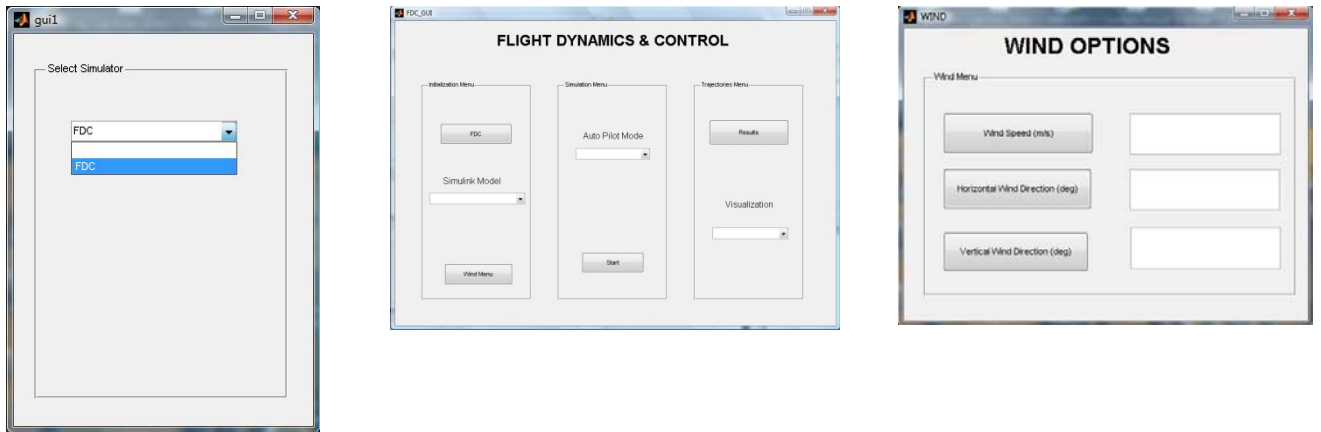 gui1
Select Simulator
FDC
FDC
FDC_GUI
FLIGHT DYNAMICS & CONTROL
Initialization Menu
FDC
Simulink Model
Wind Menu
Simulation Menu
Auto Pilot Mode
Start
Trajectories Menu
Results
Visualization
WIND
WIND OPTIONS
Wind Menu
Wind Speed (m/s)
Horizontal Wind Direction (deg)
Vertical Wind Direction (deg)